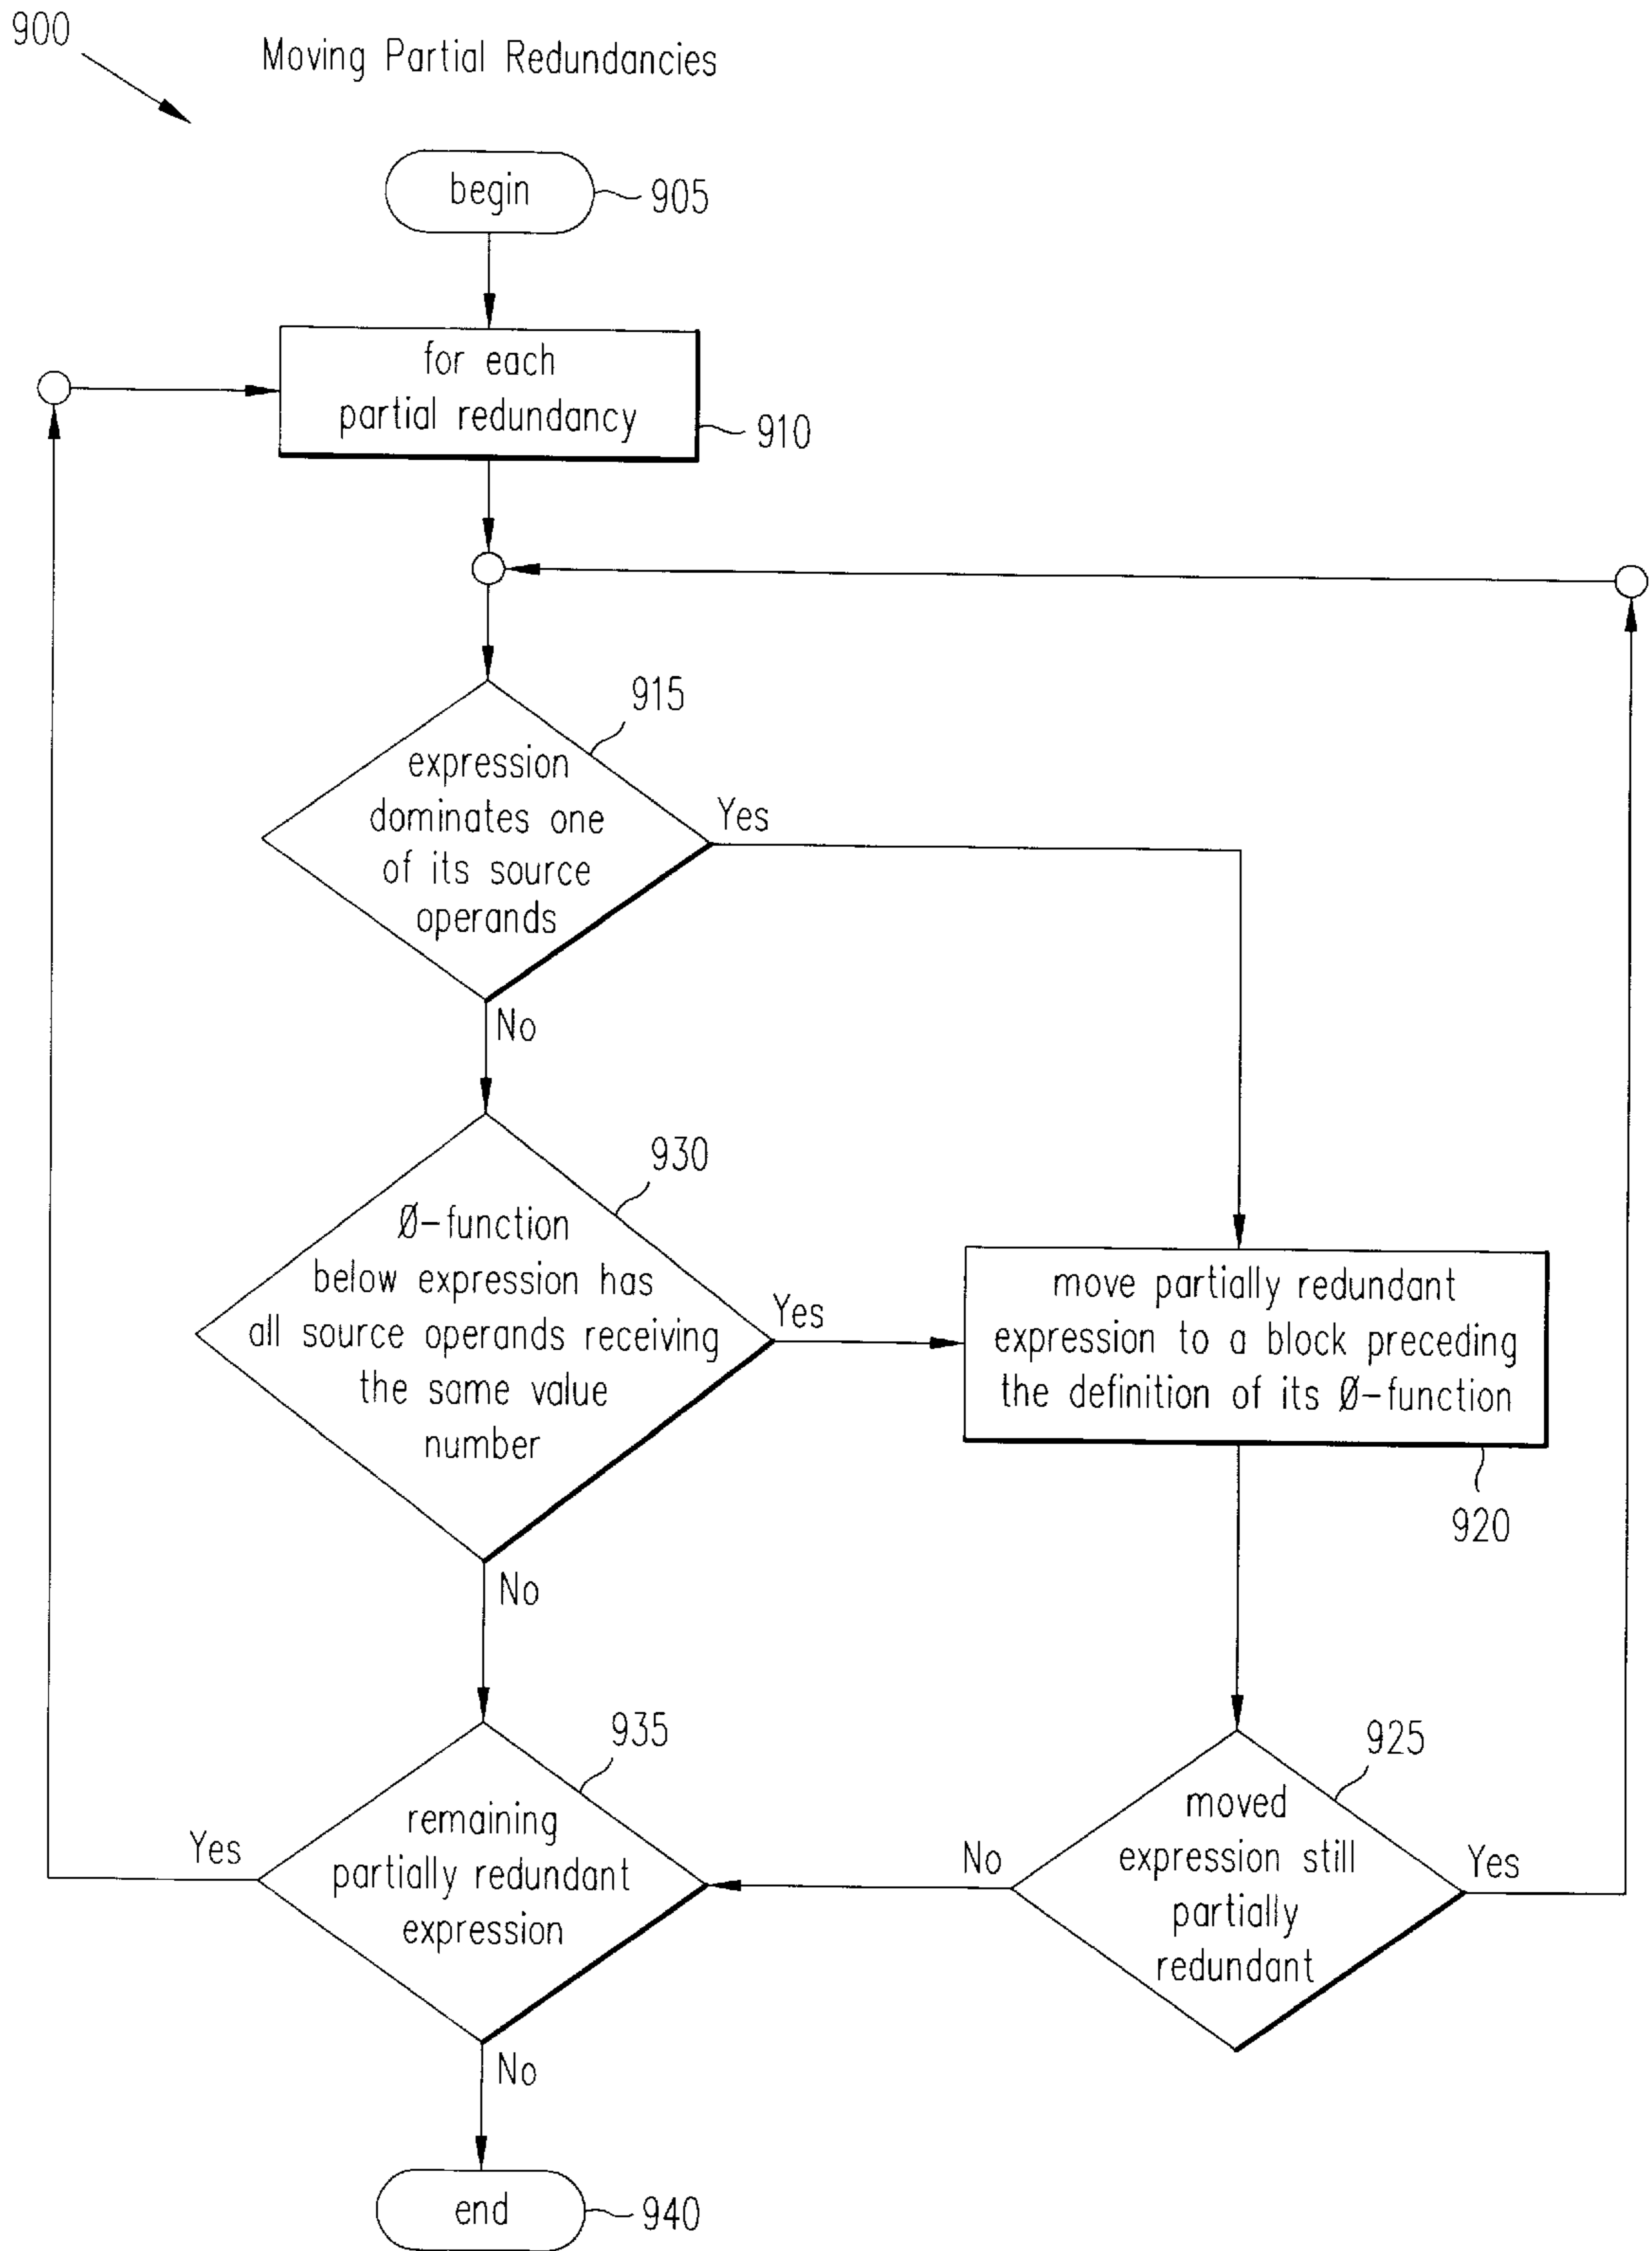 900
Moving Partial Redundancies
begin
905
for each
partial redundancy
910
915
expression
dominates one
of its source
operands
Yes
No
930
Ø-function
below expression has
all source operands receiving
the same value
number
Yes
No
move partially redundant
expression to a block preceding
the definition of its Ø-function
920
935
remaining
partially redundant
expression
Yes
No
925
moved
expression still
partially
redundant
No
Yes
end
940